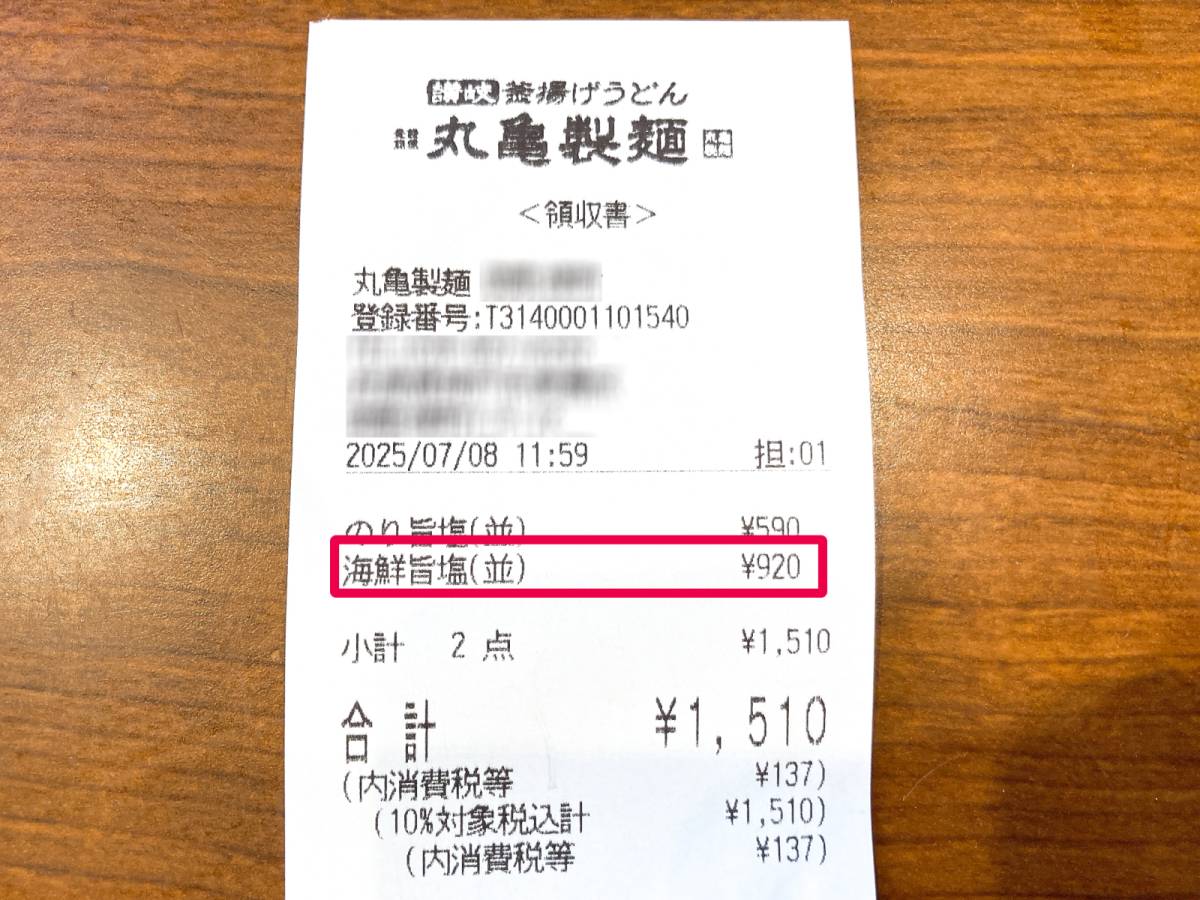 讃岐 釜揚げうどん
丸亀製麺
<領収書>
丸亀製麺
登録番号:T3140001101540
2025/07/08 11:59 担:01
のり旨塩(並) ¥590
海鮮旨塩(並) ¥920
小計 2 点 ¥1,510
合計 ¥1,510
(内消費税等 ¥137)
(10%対象税込計 ¥1,510)
(内消費税等 ¥137)